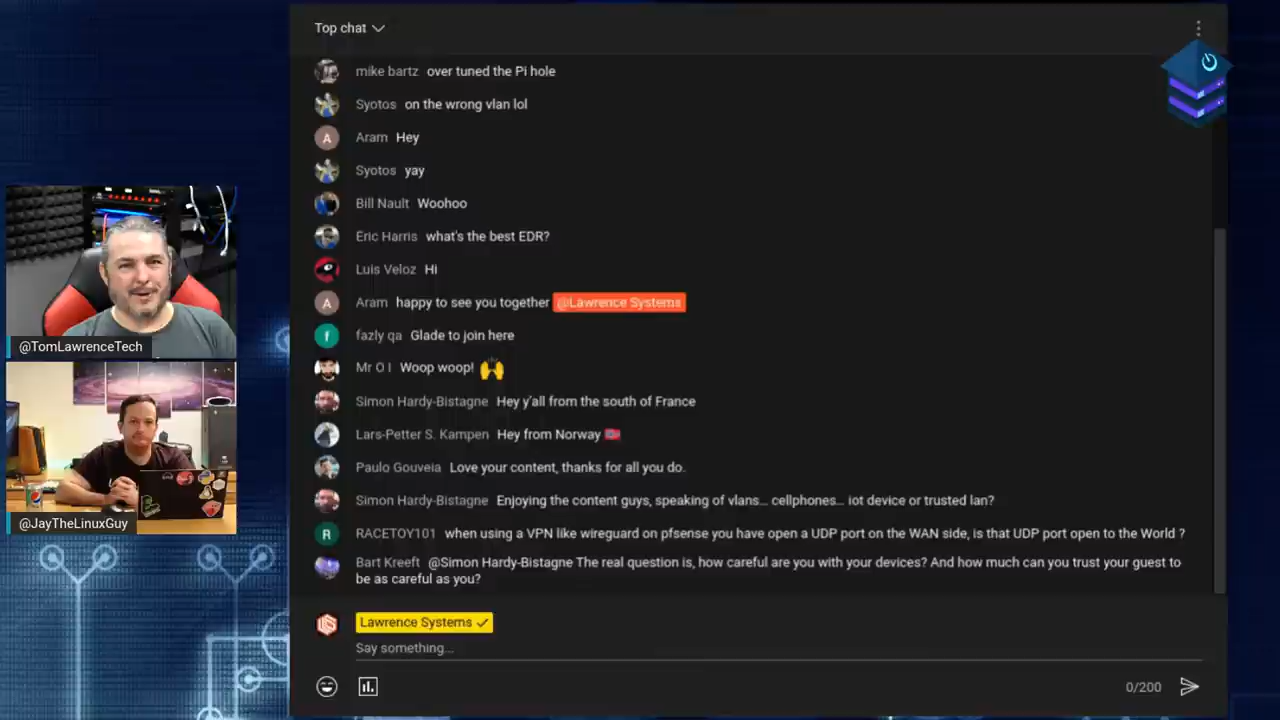 Top chat
mike bartz over tuned the Pi hole
Syotos on the wrong vlan lol
A Aram Hey
Syotos yay
Bill Nault Woohoo
Eric Harris what's the best EDR?
Luis Veloz Hi
A Aram happy to see you together @Lawrence Systems
f fazly qa Glade to join here
Mr O I Woop woop! 🙌
Simon Hardy-Bistagne Hey y'all from the south of France
Lars-Petter S. Kampen Hey from Norway 🇳🇴
Paulo Gouveia Love your content, thanks for all you do.
Simon Hardy-Bistagne Enjoying the content guys, speaking of vlans... cellphones... iot device or trusted lan?
R RACETOY101 when using a VPN like wireguard on pfsense you have open a UDP port on the WAN side, is that UDP port open to the World ?
Bart Kreeft @Simon Hardy-Bistagne The real question is, how careful are you with your devices? And how much can you trust your guest to
be as careful as you?
Lawrence Systems
Say something...
0/200
@TomLawrenceTech
@JayTheLinuxGuy